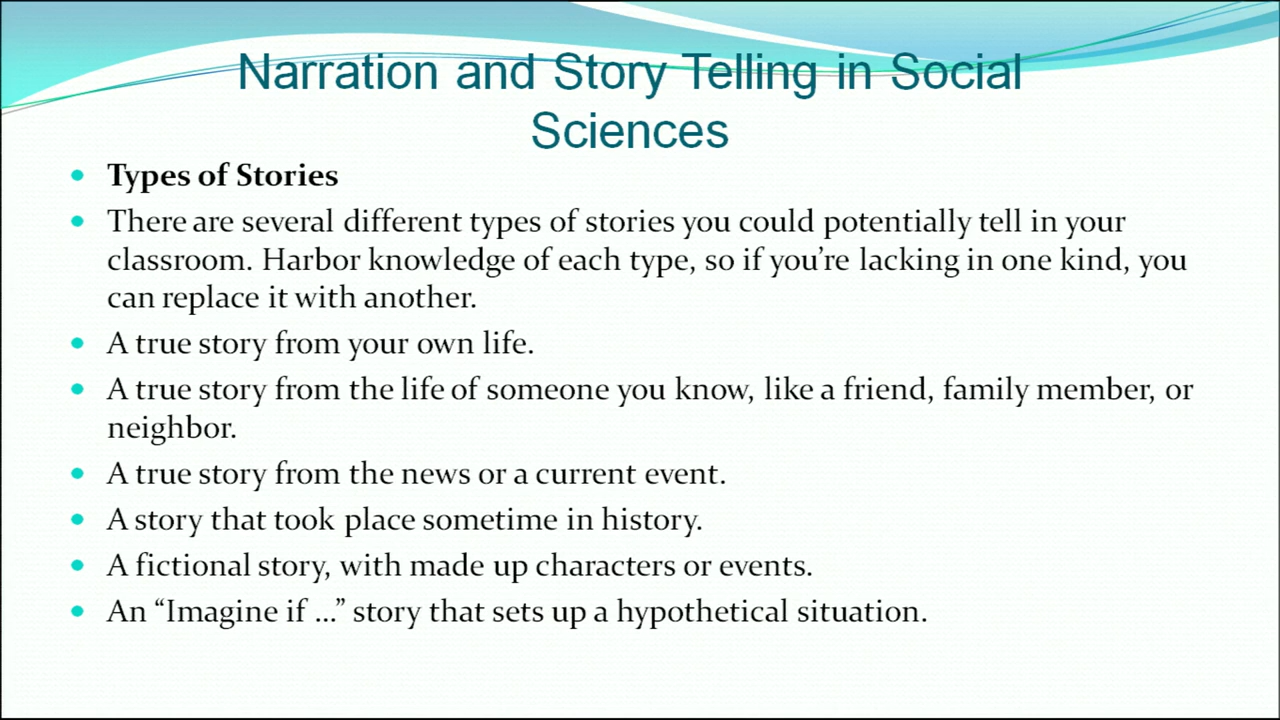 Narration and Story Telling in Social
Sciences
Types of Stories
There are several different types of stories you could potentially tell in your
classroom. Harbor knowledge of each type, so if you’re lacking in one kind, you
can replace it with another.
A true story from your own life.
A true story from the life of someone you know, like a friend, family member, or
neighbor.
A true story from the news or a current event.
A story that took place sometime in history.
A fictional story, with made up characters or events.
An “Imagine if ...” story that sets up a hypothetical situation.